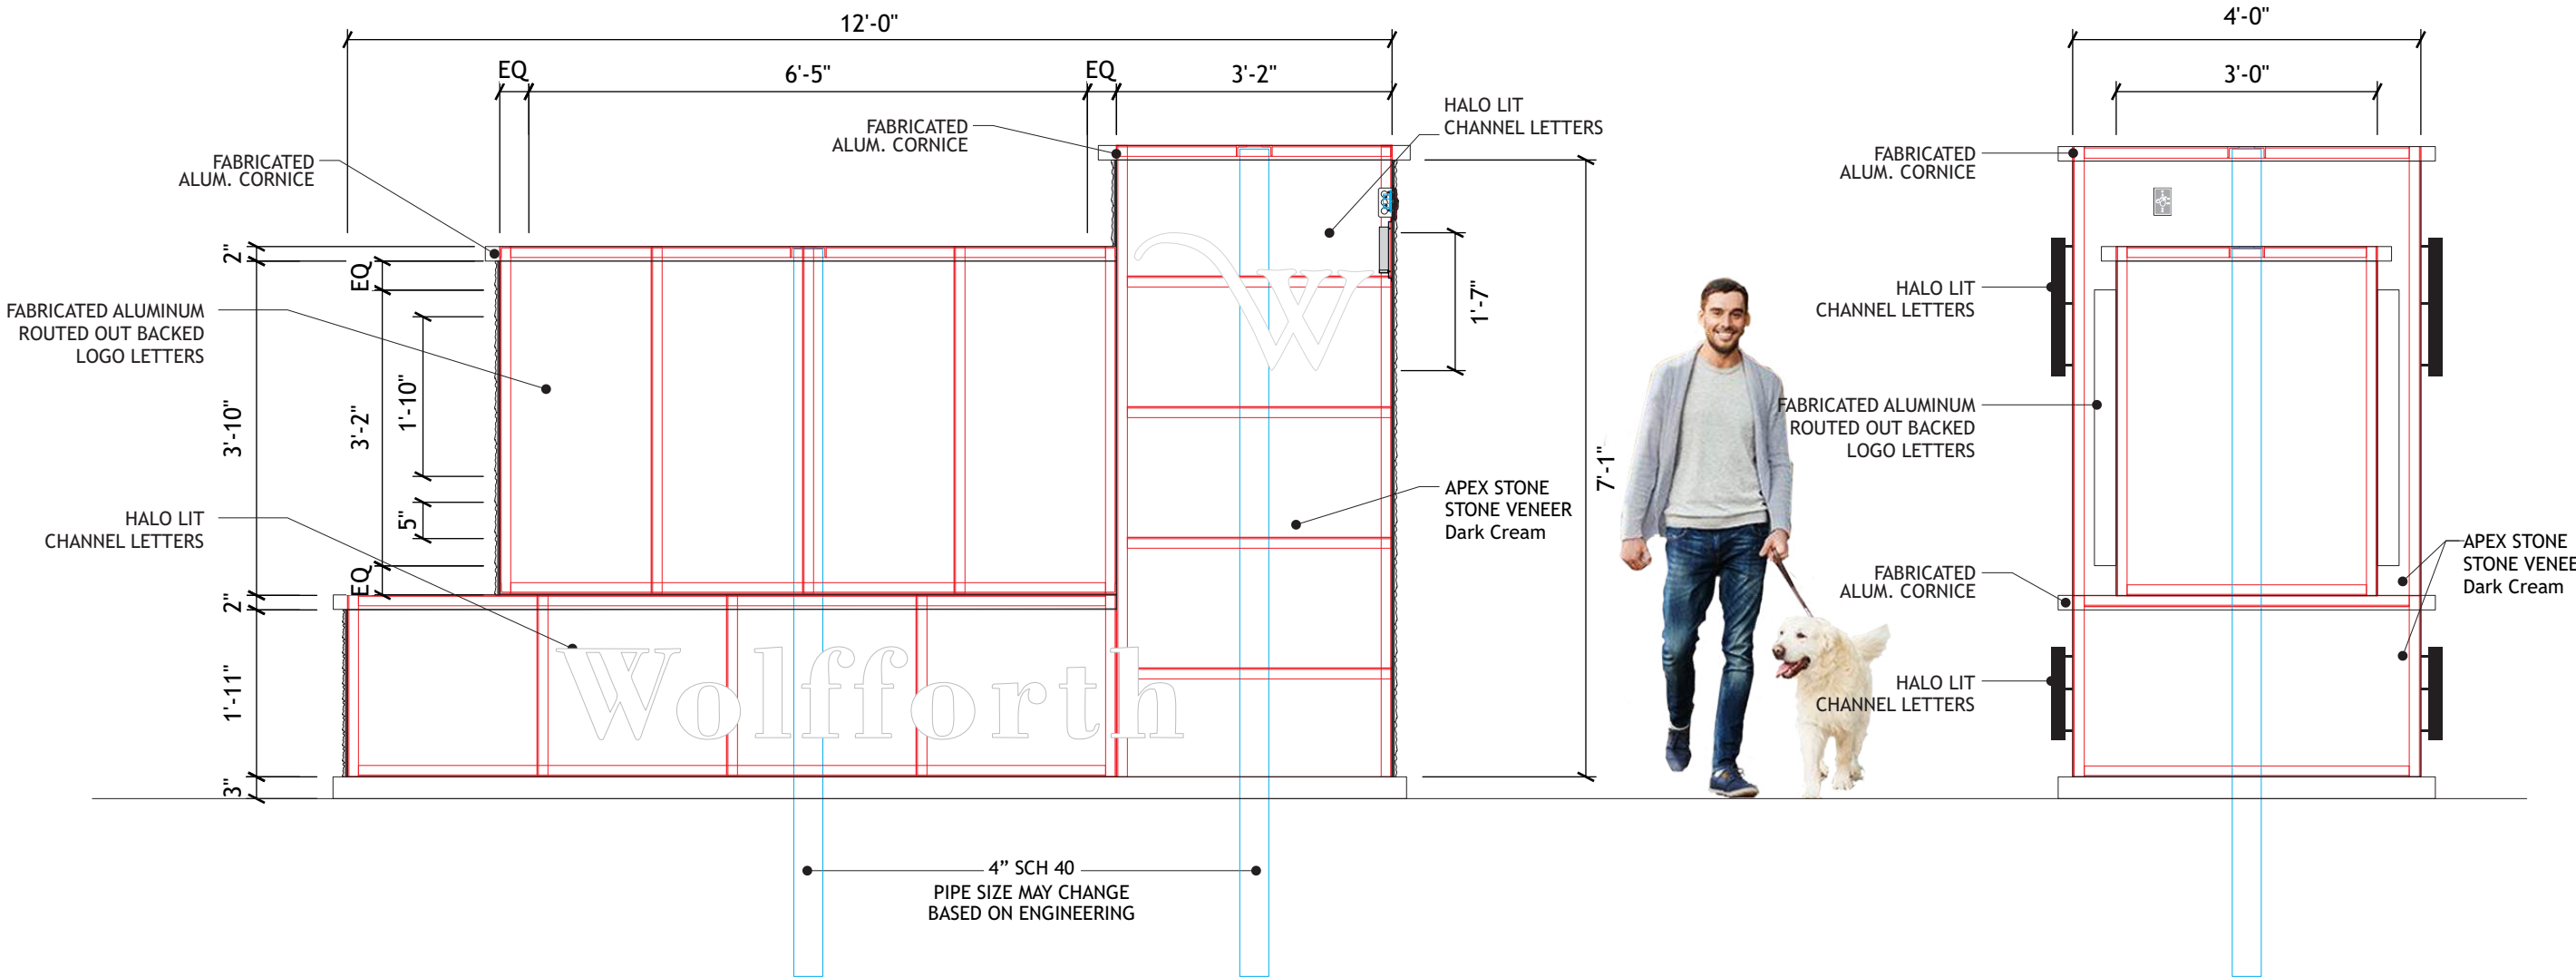 12'-0"
4'-0"
EQ
6'-5"
EQ
3'-2"
3'-0"
HALO LIT
CHANNEL LETTERS
FABRICATED
ALUM. CORNICE
FABRICATED
ALUM. CORNICE
FABRICATED
ALUM. CORNICE
2"
EQ
FABRICATED ALUMINUM
ROUTED OUT BACKED
LOGO LETTERS
3'-10"
3'-2"
1'-10"
5"
EQ
HALO LIT
CHANNEL LETTERS
2"
1'-11"
3"
W
1'-7"
7'-1"
APEX STONE
STONE VENEER
Dark Cream
Wolfforth
4” SCH 40
PIPE SIZE MAY CHANGE
BASED ON ENGINEERING
HALO LIT
CHANNEL LETTERS
FABRICATED ALUMINUM
ROUTED OUT BACKED
LOGO LETTERS
APEX STONE
STONE VENEE
Dark Cream
FABRICATED
ALUM. CORNICE
HALO LIT
CHANNEL LETTERS